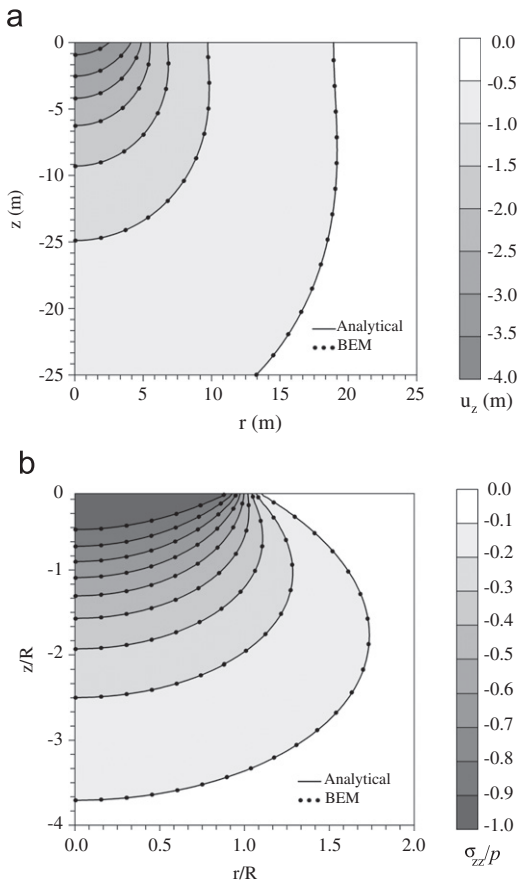 a
0
-5
-10
-15
-20
-25
z (m)
0 5 10 15 20 25
r (m)
Analytical
BEM
0.0
-0.5
-1.0
-1.5
-2.0
-2.5
-3.0
-3.5
-4.0
u_z (m)
b
0
-1
-2
-3
-4
z/R
0.0 0.5 1.0 1.5 2.0
r/R
Analytical
BEM
0.0
-0.1
-0.2
-0.3
-0.4
-0.5
-0.6
-0.7
-0.8
-0.9
-1.0
σ_zz/p